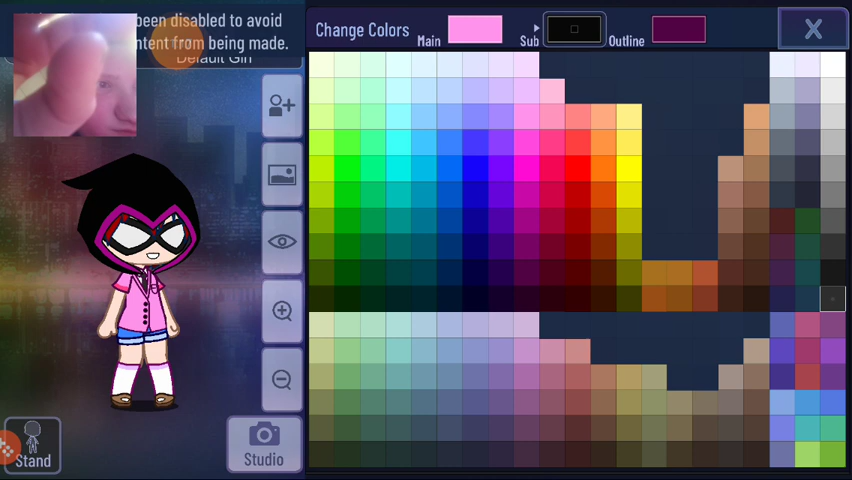 been disabled to avoid
ntent from being made.
Default Girl
Change Colors
Main
Sub
Outline
X
Stand
Studio